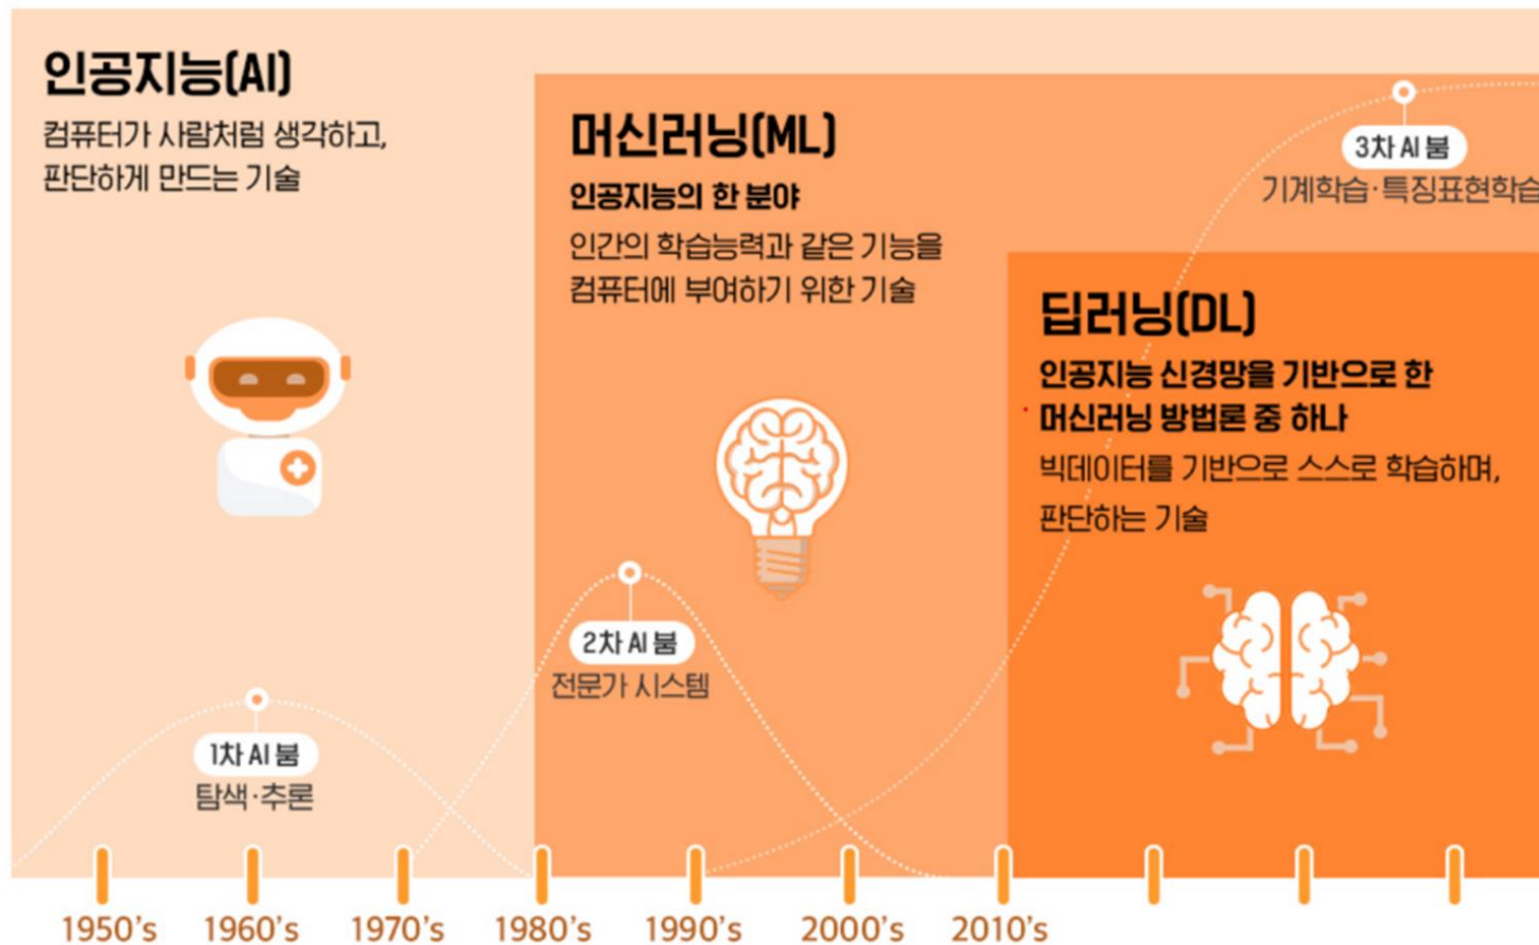 인공지능(AI)
컴퓨터가 사람처럼 생각하고,
판단하게 만드는 기술
머신러닝(ML)
인공지능의 한 분야
인간의 학습능력과 같은 기능을
컴퓨터에 부여하기 위한 기술
3차 AI 붐
기계학습·특징표현학습
딥러닝(DL)
인공지능 신경망을 기반으로 한
머신러닝 방법론 중 하나
빅데이터를 기반으로 스스로 학습하며,
판단하는 기술
2차 AI 붐
전문가 시스템
1차 AI 붐
탐색·추론
1950's 1960's 1970's 1980's 1990's 2000's 2010's